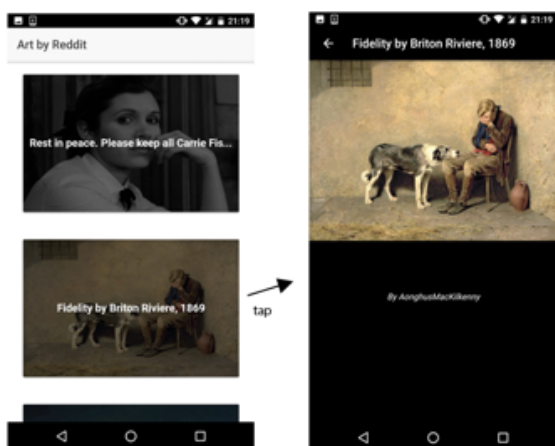 21:19
Art by Reddit
Rest in peace. Please keep all Carrie Fis...
Fidelity by Briton Riviere, 1869
tap
21:19
Fidelity by Briton Riviere, 1869
By AonghusMacKilkenny